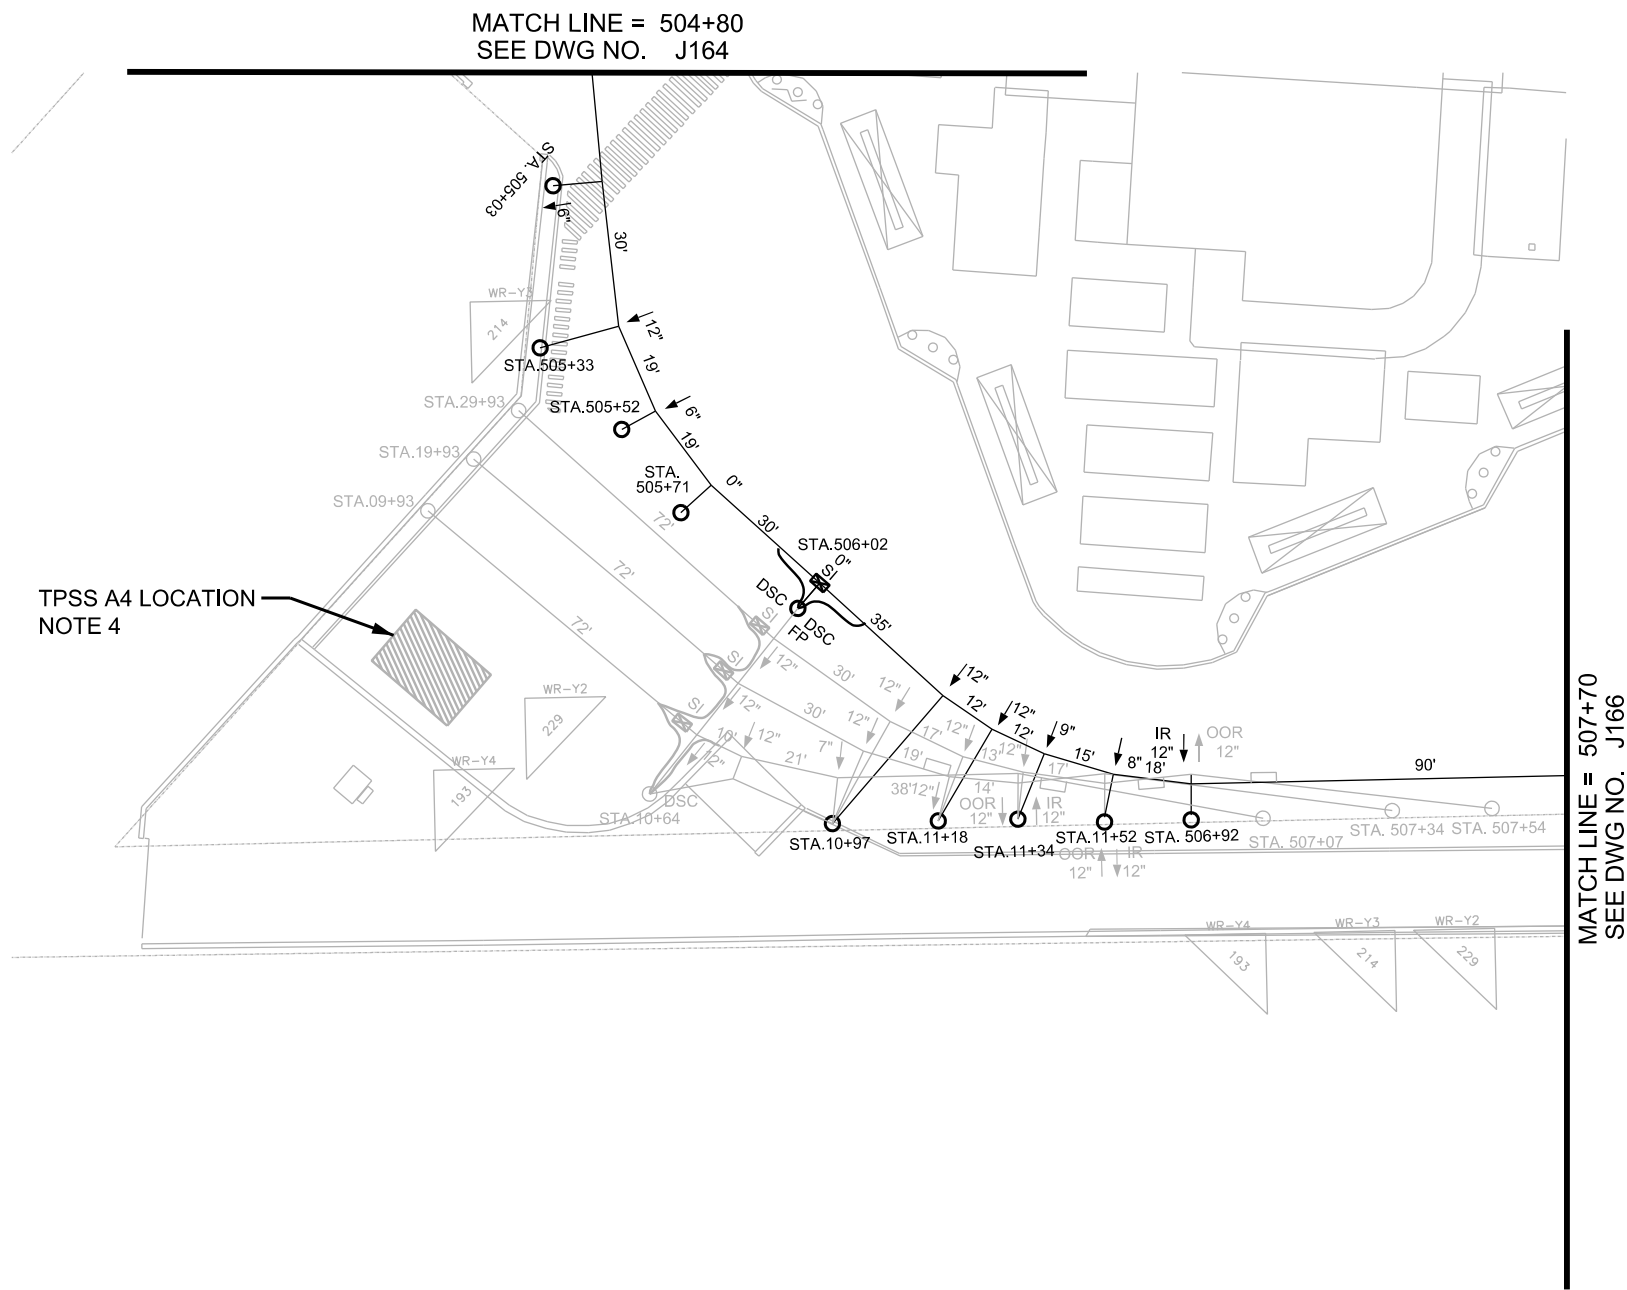 MATCH LINE = 504+80
SEE DWG NO. J164
STA. 505+03
6"
30'
WR-Y3
214
12"
STA.505+33
19'
STA.29+93
STA.505+52
6"
19'
STA.19+93
STA.
505+71
0"
STA.09+93
72'
30'
STA.506+02
0"
SI
72'
DSC
TPSS A4 LOCATION
NOTE 4
72'
SI
FP
DSC
35'
SI
12"
30'
12"
12"
WR-Y2
229
SI
12"
30'
12"
17'
12"
12'
12"
12'
9"
IR
12"
OOR
12"
10'
12"
21'
7"
19'
13'
12"
17'
15'
8"
18'
90'
WR-Y4
193
12"
DSC
STA.10+64
38'
12"
14'
OOR
12"
IR
12"
STA.10+97
STA.11+18
STA.11+34
STA.11+52
STA. 506+92
STA. 507+07
STA. 507+34
STA. 507+54
OOR
12"
IR
12"
WR-Y4
193
WR-Y3
214
WR-Y2
229
MATCH LINE = 507+70
SEE DWG NO. J166